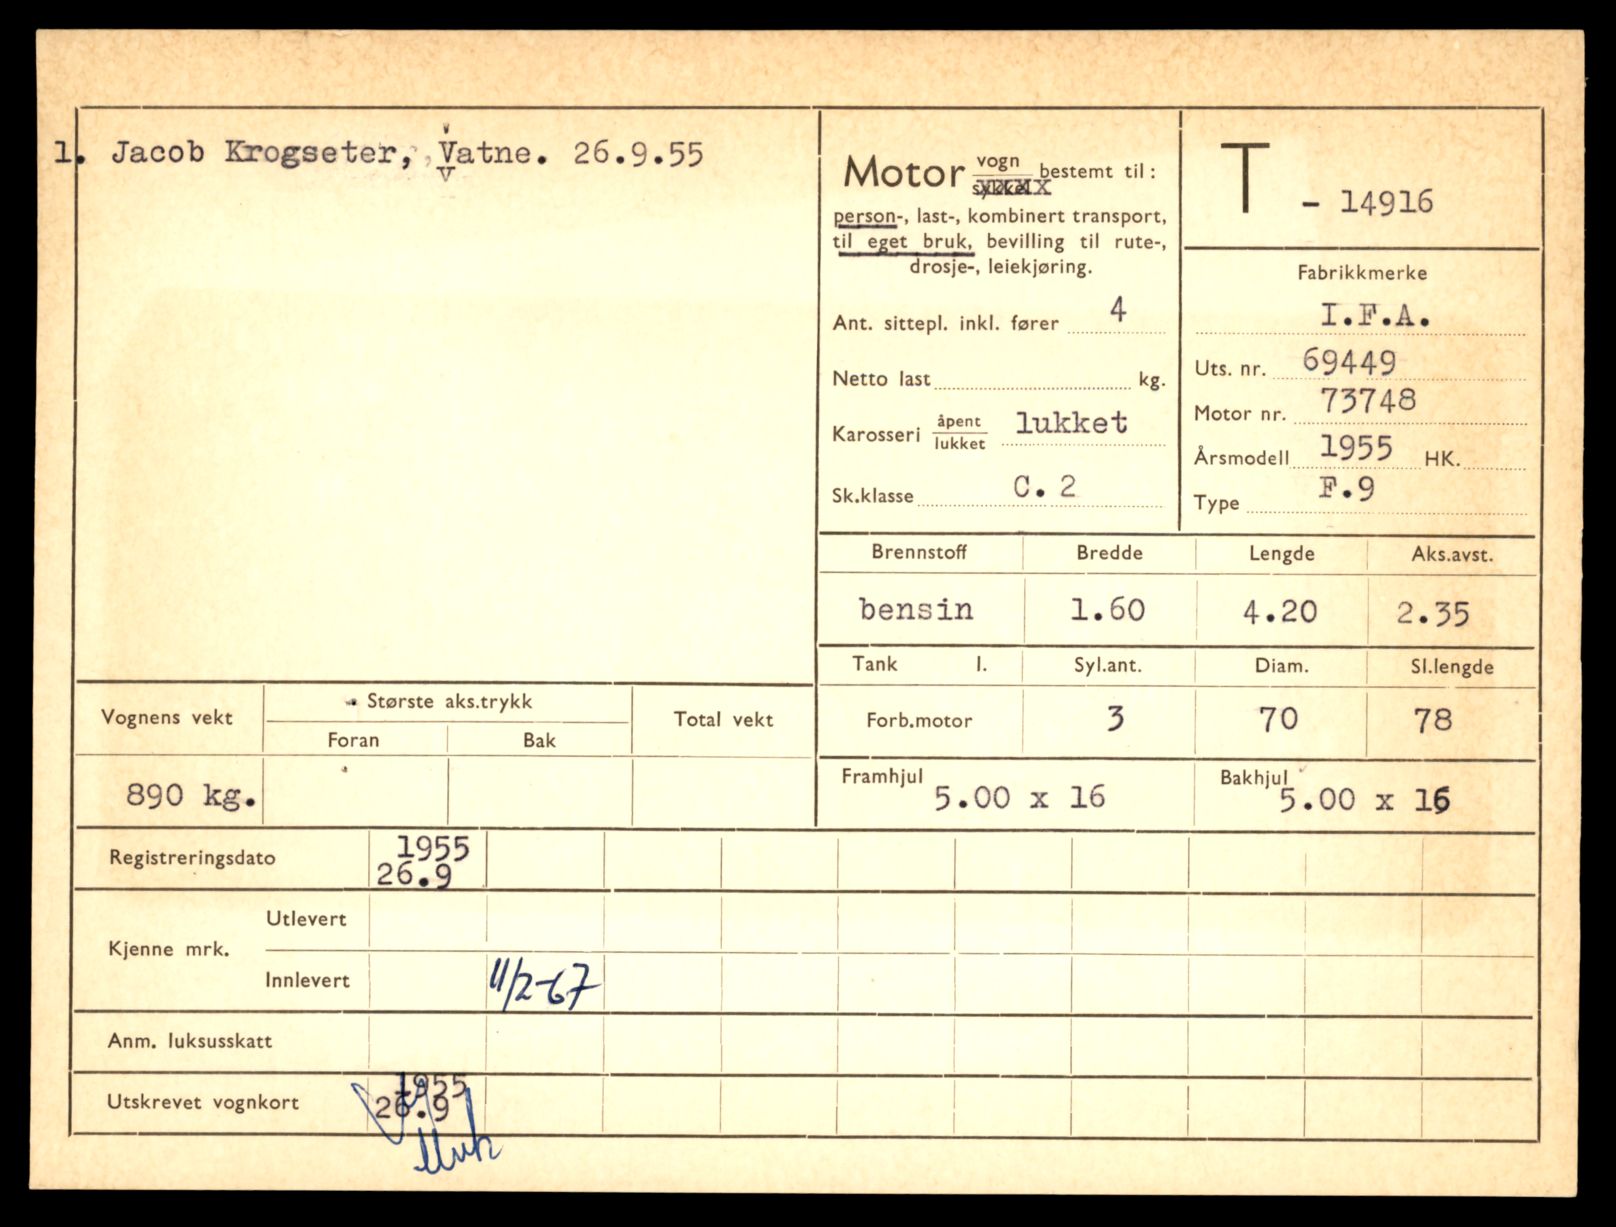 1. Jacob Krogseter, Vatne. 26.9.55
Motor vogn
sykkel bestemt til:
person-, last-, kombinert transport,
til eget bruk, bevilling til rute-,
drosje-, leiekjøring.
Ant. sittepl. inkl. fører 4
Netto last kg.
Karosseri åpent lukket lukket
Sk.klasse C.2
T - 14916
Fabrikkmerke
I.F.A.
Uts. nr. 69449
Motor nr. 73748
Årsmodell 1955 HK.
Type F.9
Brennstoff Bredde Lengde Aks.avst.
bensin 1.60 4.20 2.35
Tank l. Syl.ant. Diam. Sl.lengde
Forb.motor 3 70 78
Framhjul 5.00 x 16 Bakhjul 5.00 x 16
Vognens vekt Største aks.trykk Total vekt
Foran Bak
890 kg.
Registreringsdato 1955
26.9
Kjenne mrk. Utlevert
Innlevert 11/2-67
Anm. luksusskatt
Utskrevet vognkort 1955
26.9